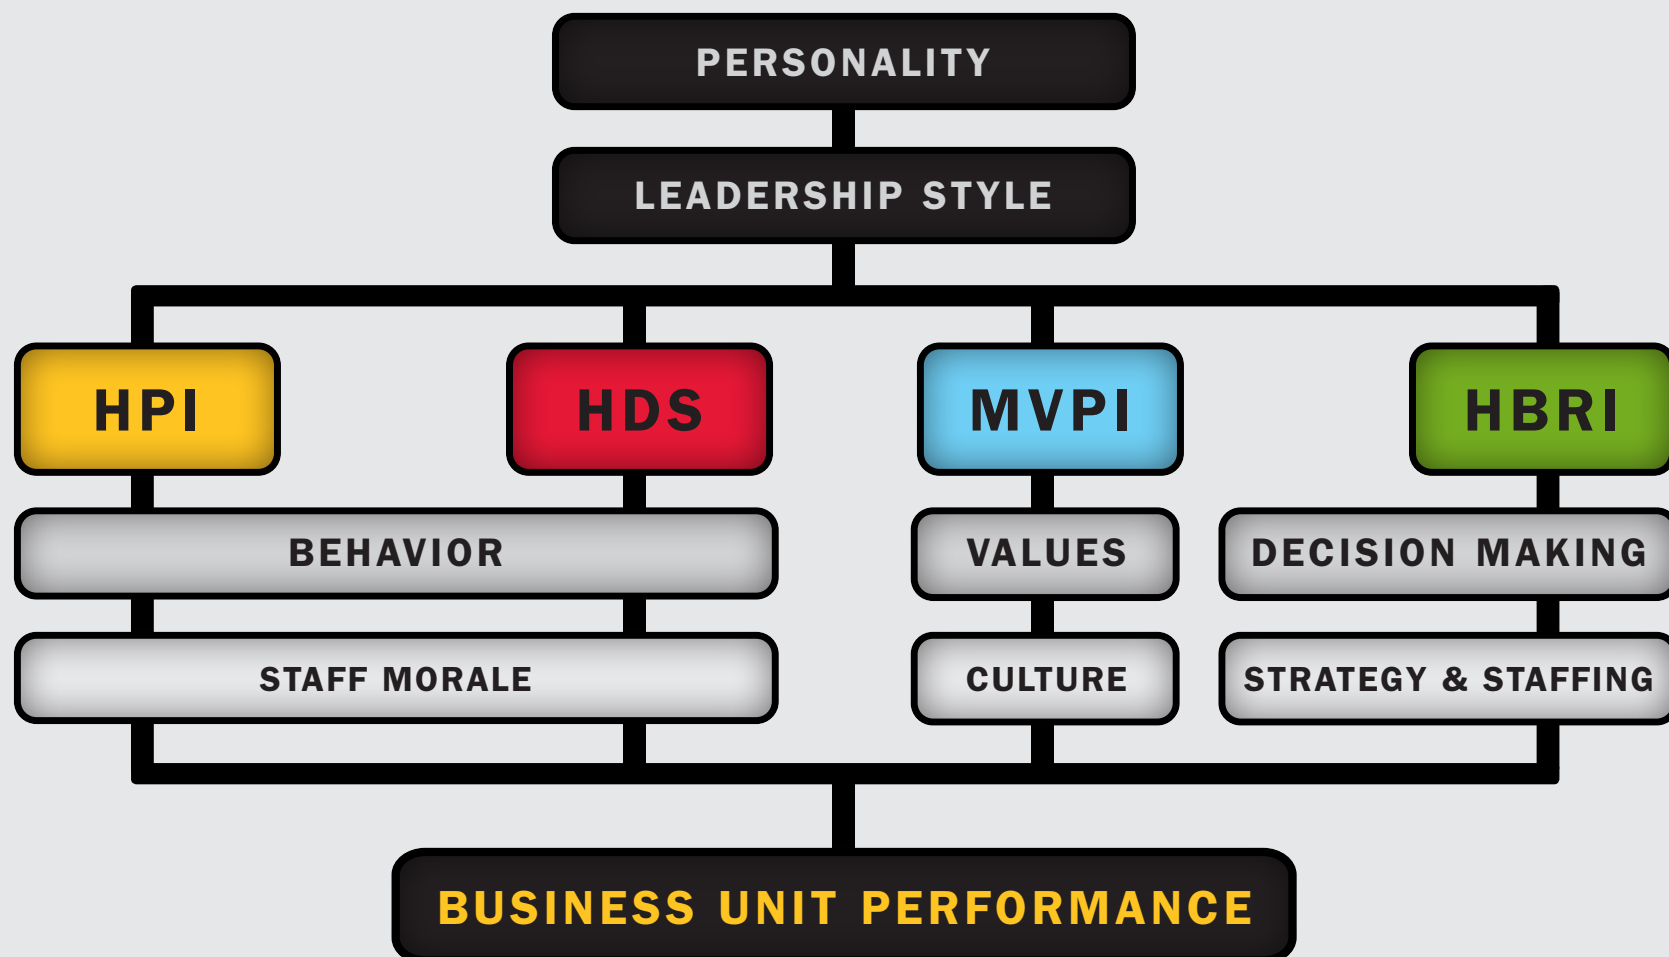 PERSONALITY
LEADERSHIP STYLE
HPI
HDS
MVPI
HBRI
BEHAVIOR
VALUES
DECISION MAKING
STAFF MORALE
CULTURE
STRATEGY & STAFFING
BUSINESS UNIT PERFORMANCE